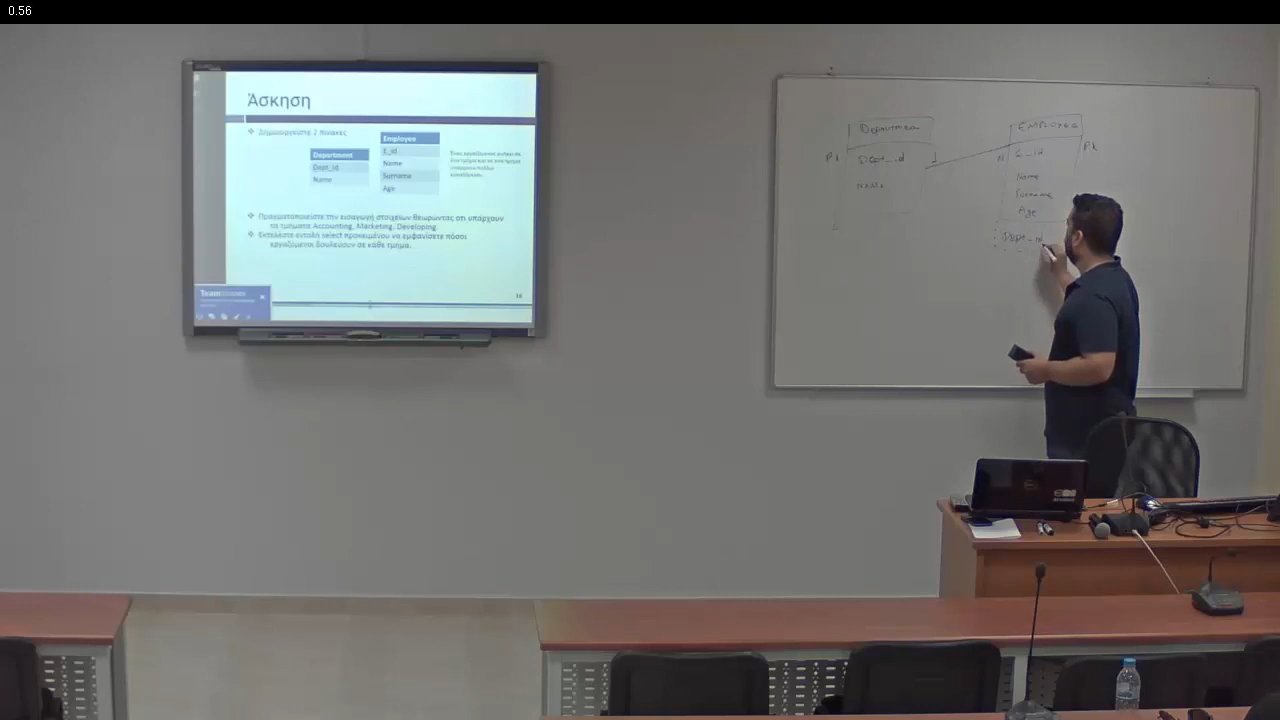 0.56
Άσκηση
Δημιουργείστε 2 πίνακες
Department
Dept_id
Name
Employee
E_id
Name
Surname
Age
Πραγματοποιείστε την εισαγωγή στοιχείων θεωρώντας οτι υπάρχουν
τα τμήματα Accounting, Marketing, Developing.
Εκτελέστε εντολή select προκειμένου να εμφανίσετε πόσοι
εργαζόμενοι δουλεύουν σε κάθε τμήμα.
Department
PK Dept_id 1
Name
EMPLOYEE
N E_id PK
Name
Surname
Age
Dept_id